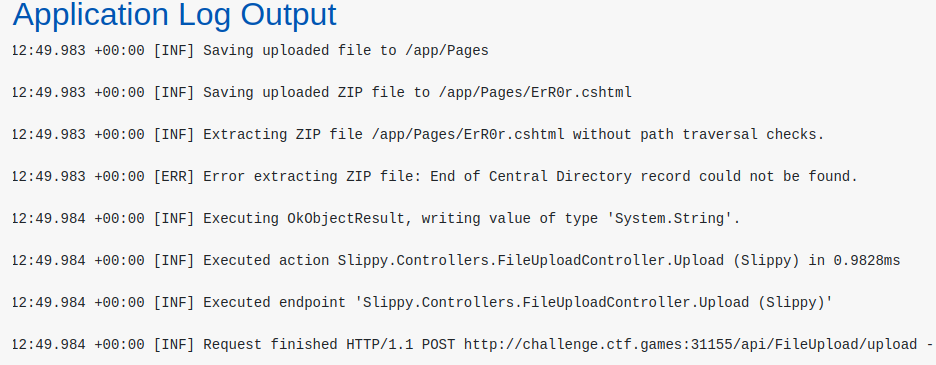 Application Log Output
12:49.983 +00:00 [INF] Saving uploaded file to /app/Pages
12:49.983 +00:00 [INF] Saving uploaded ZIP file to /app/Pages/ErR0r.cshtml
12:49.983 +00:00 [INF] Extracting ZIP file /app/Pages/ErR0r.cshtml without path traversal checks.
12:49.983 +00:00 [ERR] Error extracting ZIP file: End of Central Directory record could not be found.
12:49.984 +00:00 [INF] Executing OkObjectResult, writing value of type 'System.String'.
12:49.984 +00:00 [INF] Executed action Slippy.Controllers.FileUploadController.Upload (Slippy) in 0.9828ms
12:49.984 +00:00 [INF] Executed endpoint 'Slippy.Controllers.FileUploadController.Upload (Slippy)'
12:49.984 +00:00 [INF] Request finished HTTP/1.1 POST http://challenge.ctf.games:31155/api/FileUpload/upload -